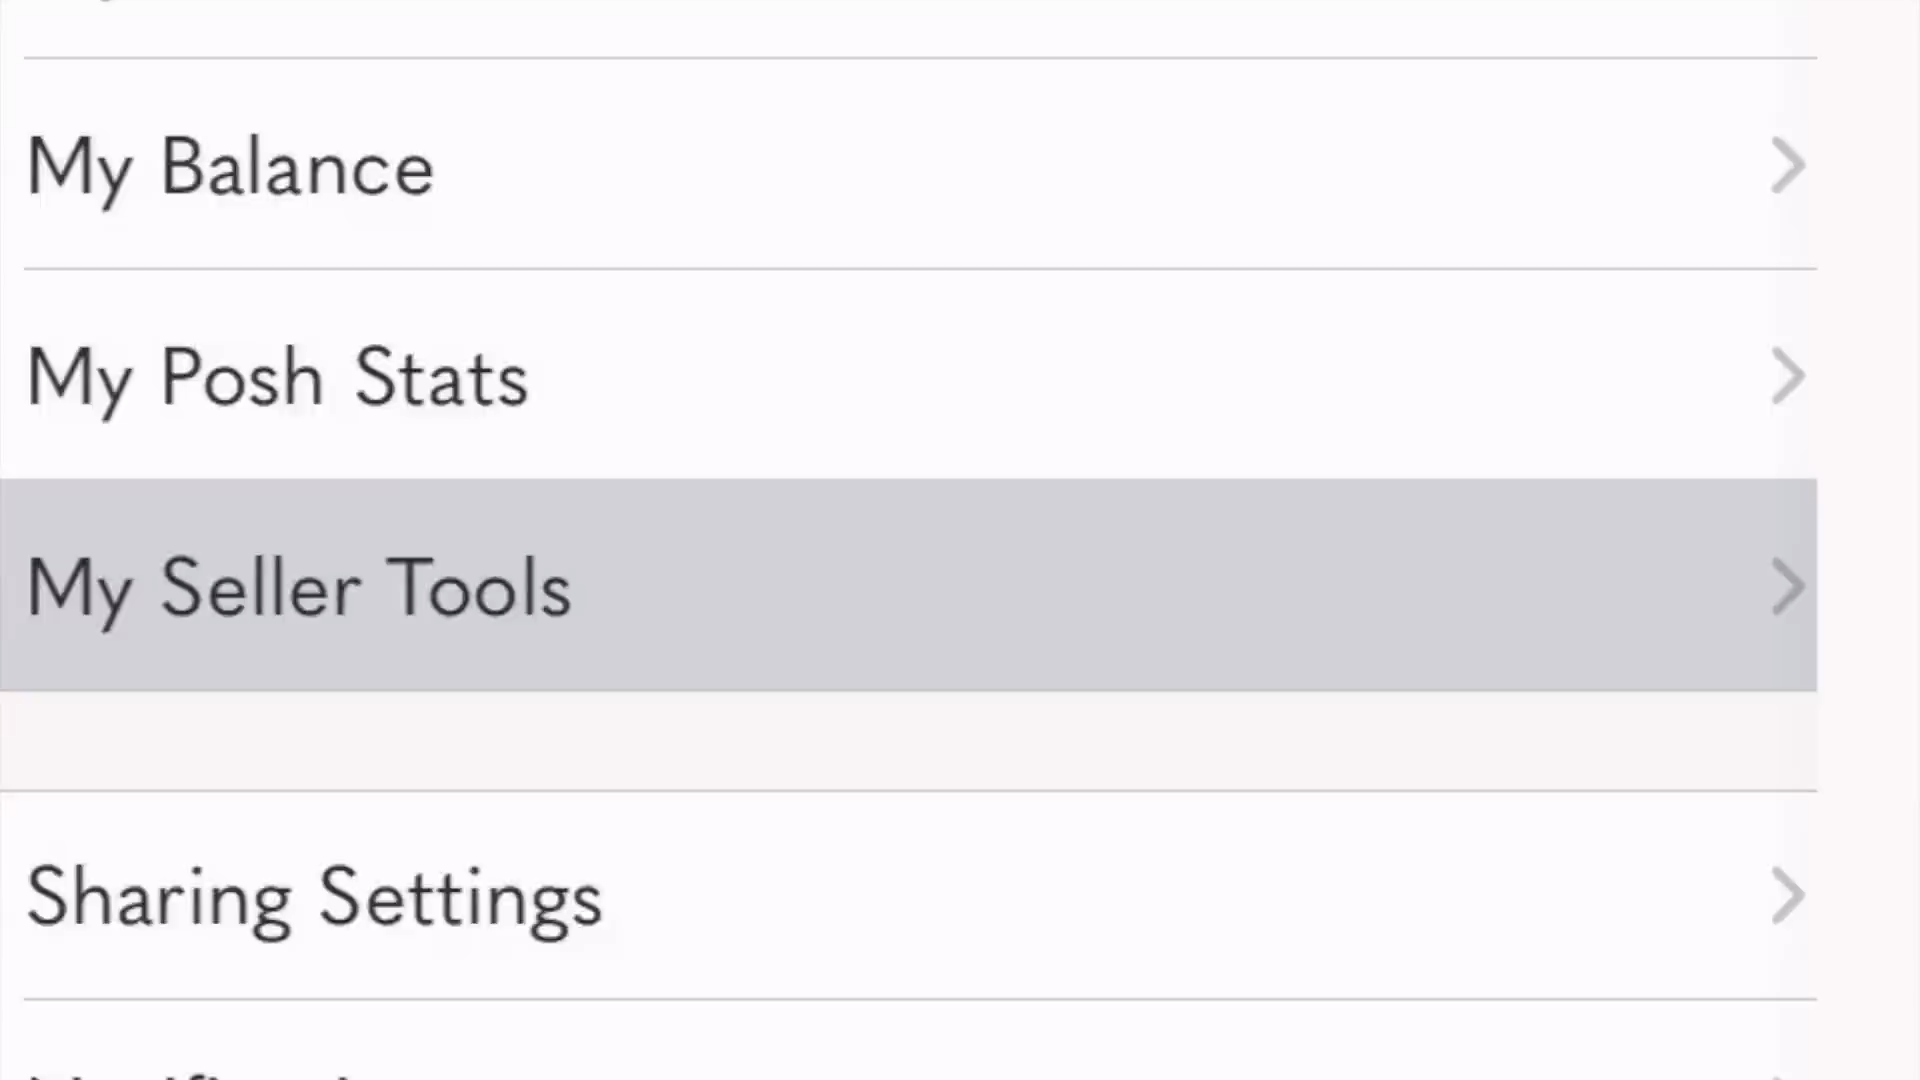 My Balance
My Posh Stats
My Seller Tools
Sharing Settings